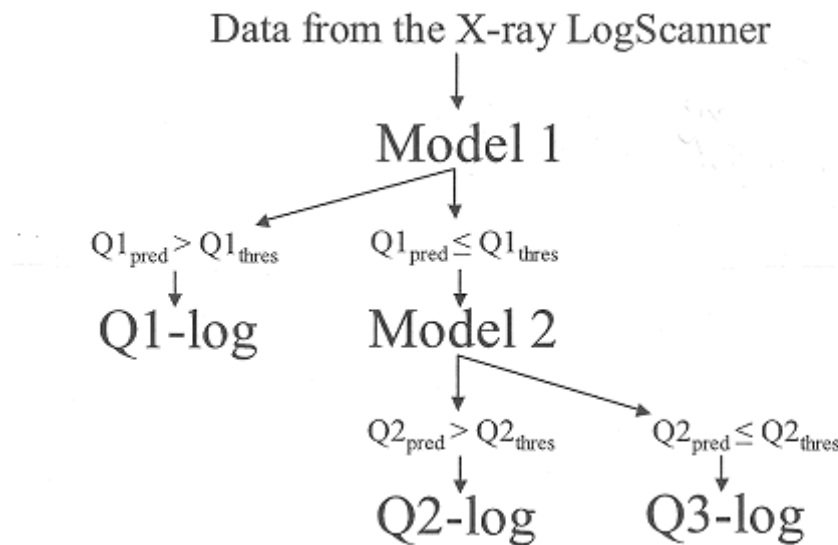 Data from the X-ray LogScanner
Model 1
Q1pred > Q1thres Q1pred ≤ Q1thres
Q1-log Model 2
Q2pred > Q2thres Q2pred ≤ Q2thres
Q2-log Q3-log